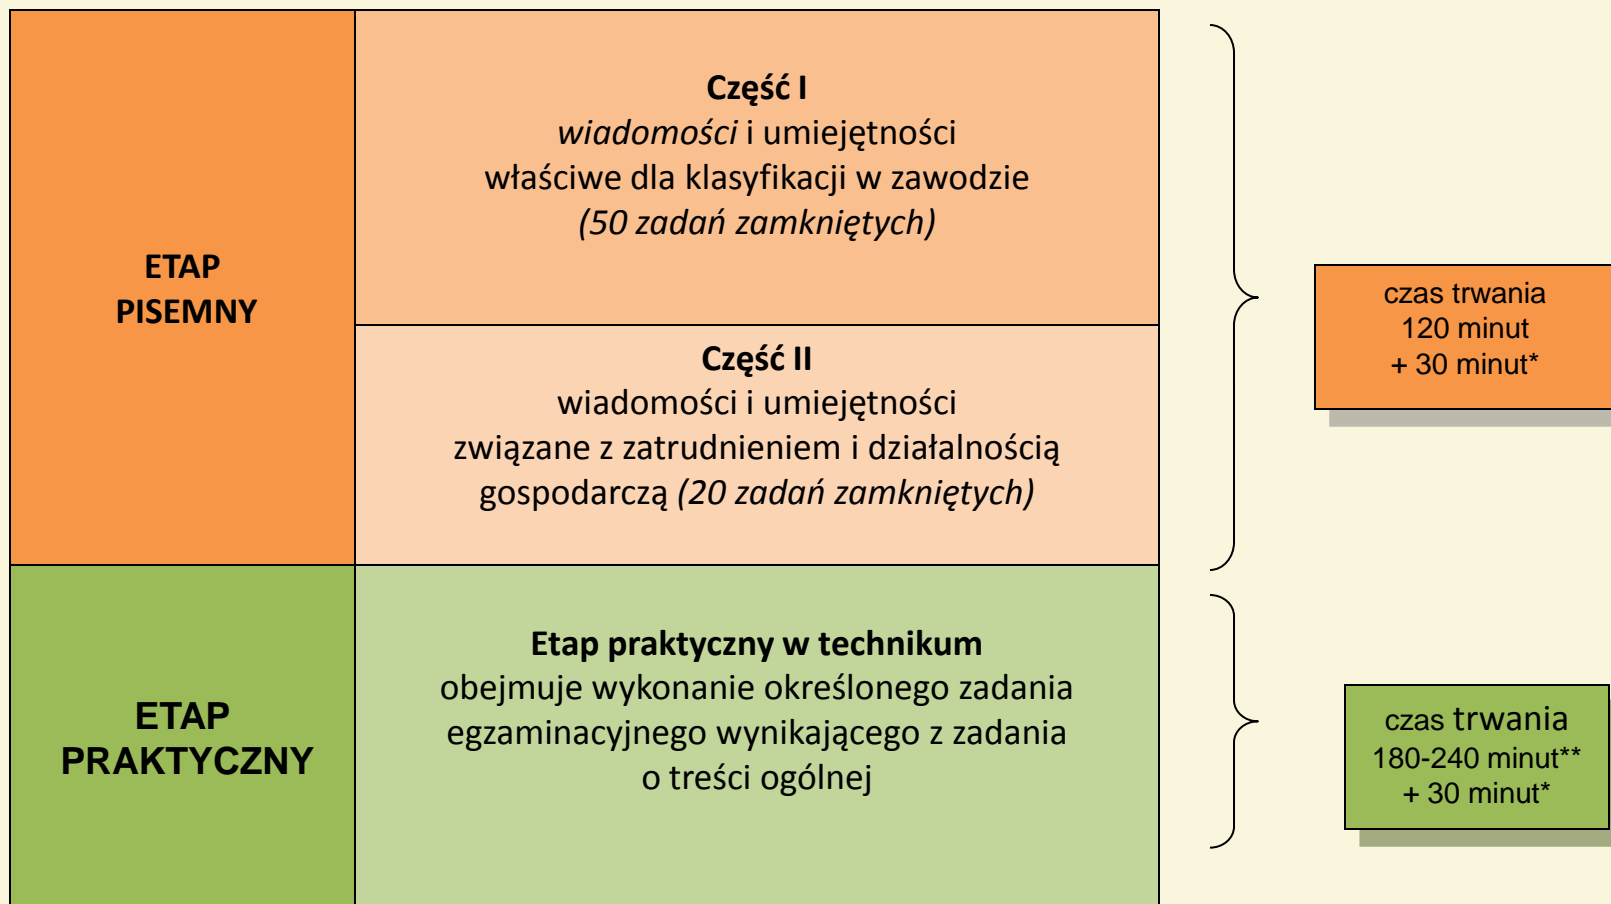 ETAP
PISEMNY
Część I
wiadomości i umiejętności
właściwe dla klasyfikacji w zawodzie
(50 zadań zamkniętych)
Część II
wiadomości i umiejętności
związane z zatrudnieniem i działalnością
gospodarczą (20 zadań zamkniętych)
czas trwania
120 minut
+ 30 minut*
ETAP
PRAKTYCZNY
Etap praktyczny w technikum
obejmuje wykonanie określonego zadania
egzaminacyjnego wynikającego z zadania
o treści ogólnej
czas trwania
180-240 minut**
+ 30 minut*